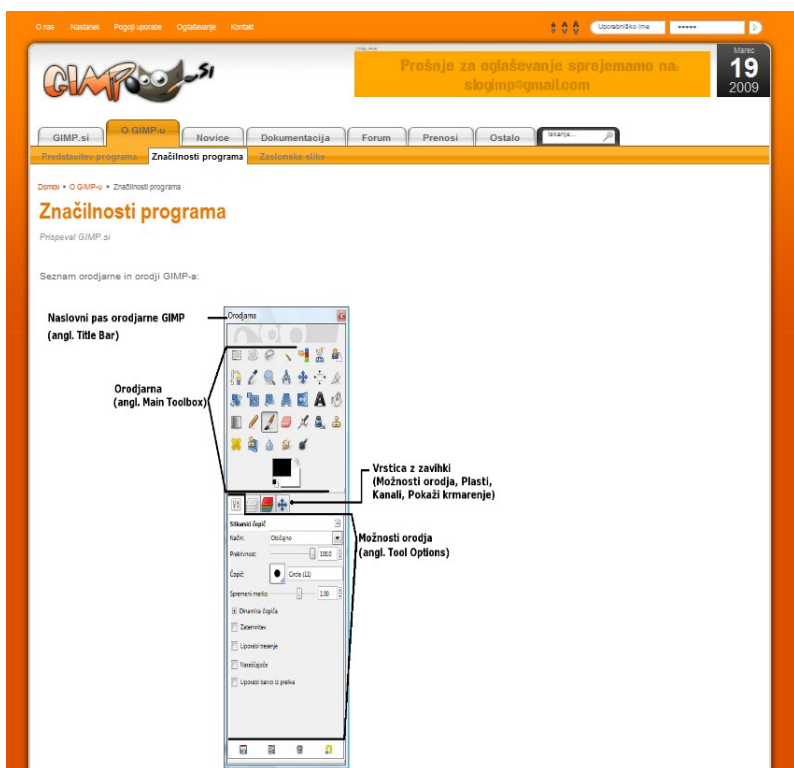 O nas Nastanek Pogoji uporabe Oglaševanje Kontakt
Uporabniško ime •••••
GIMP.SI
Prošnje za oglaševanje sprejemamo na:
slogimp@gmail.com
Marec
19
2009
GIMP.si O GIMP-u Novice Dokumentacija Forum Prenosi Ostalo Iskanje...
Predstavitev programa Značilnosti programa Zaslonske slike
Domov • O GIMP-u • Značilnosti programa
Značilnosti programa
Prispeval GIMP.si
Seznam orodjarne in orodji GIMP-a:
Naslovni pas orodjarne GIMP
(angl. Title Bar)
Orodjarna
Orodjarna
(angl. Main Toolbox)
Vrstica z zavihki
(Možnosti orodja, Plasti,
Kanali, Pokaži krmarenje)
Možnosti orodja
(angl. Tool Options)
Slikarski čopič
Način: Običajno
Prekrivnost: 100,0
Čopič: Circle (11)
Spremeni merilo: 1,00
Dinamika čopiča
Zatemnitev
Uporabi tresenje
Naraščajoče
Uporabi barvo iz preliva